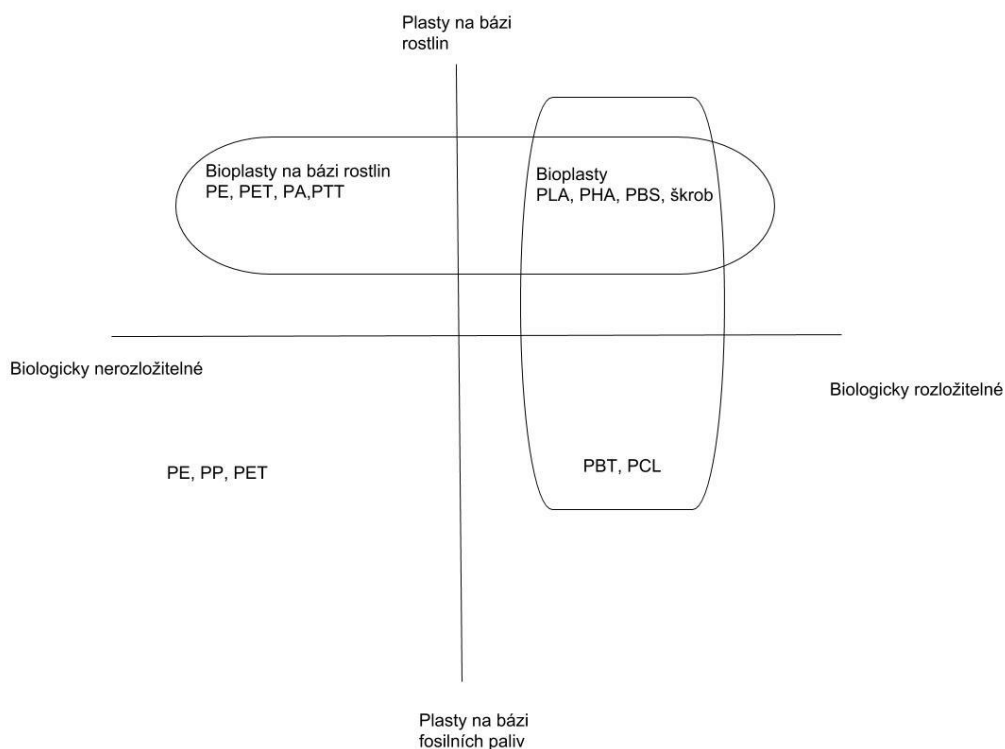 Plasty na bázi
rostlin
Bioplasty na bázi rostlin
PE, PET, PA,PTT
Bioplasty
PLA, PHA, PBS, škrob
Biologicky nerozložitelné
Biologicky rozložitelné
PE, PP, PET
PBT, PCL
Plasty na bázi
fosilních paliv